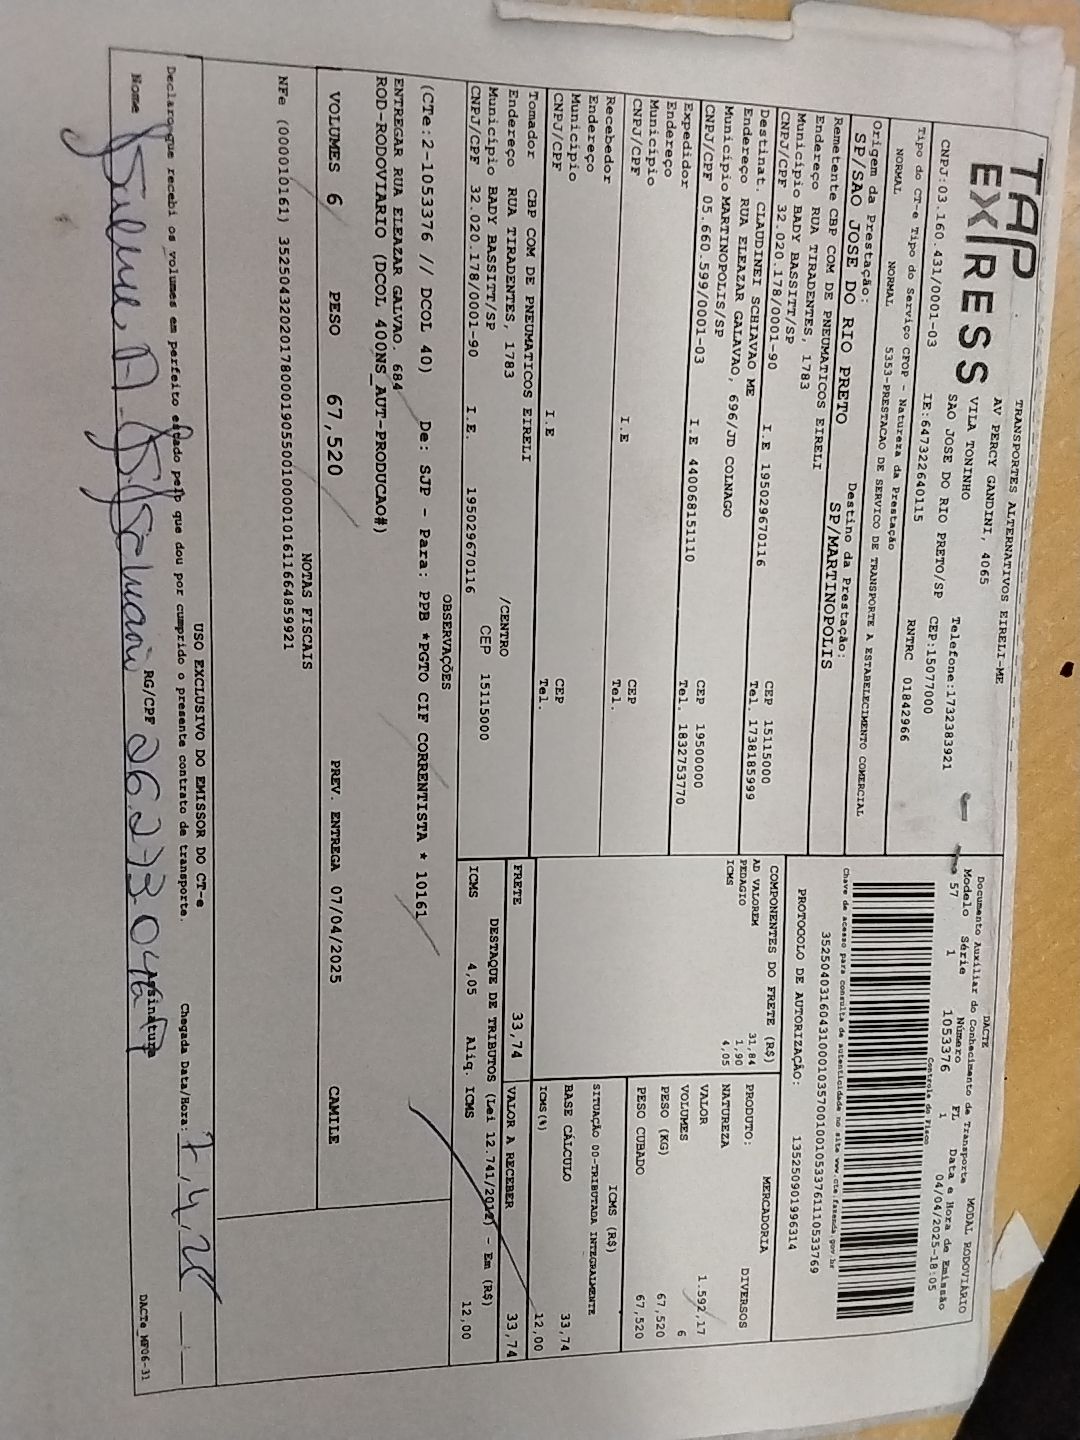 TAP EXPRESS
TRANSPORTES ALTERNATIVOS EIRELI-ME
AV PERCY GANDINI, 4065
VILA TONINHO
SAO JOSE DO RIO PRETO/SP
Telefone:1732383921
CEP:15077000
CNPJ:03.160.431/0001-03 IE:647322640115 RNTRC 01842966
DACTE MODAL RODOVIÁRIO
Documento Auxiliar do Conhecimento de Transporte
Modelo Série Número FL Data e Hora de Emissão
57 1 1053376 1 04/04/2025-18:05
Controle do Fisco
Chave de acesso para consulta de autenticidade no site www.cte.fazenda.gov.br
35250403160431000103570010010533761110533769
PROTOCOLO DE AUTORIZAÇÃO: 135250901996314
Tipo do CT-e Tipo do Serviço CFOP - Natureza da Prestação
NORMAL NORMAL 5353-PRESTACAO DE SERVICO DE TRANSPORTE A ESTABELECIMENTO COMERCIAL
Origem da Prestação: Destino da Prestação:
SP/SAO JOSE DO RIO PRETO SP/MARTINOPOLIS
Remetente CBP COM DE PNEUMATICOS EIRELI
Endereço RUA TIRADENTES, 1783
Município BADY BASSITT/SP CEP 15115000
CNPJ/CPF 32.020.178/0001-90 I.E 195029670116 Tel. 1738185999
Destinat. CLAUDINEI SCHIAVAO ME
Endereço RUA ELEAZAR GALAVAO, 696/JD COLNAGO
Município MARTINOPOLIS/SP CEP 19500000
CNPJ/CPF 05.660.599/0001-03 I.E 440068151110 Tel. 1832753770
Expedidor
Endereço
Município CEP
CNPJ/CPF I.E Tel.
Recebedor
Endereço
Município CEP
CNPJ/CPF I.E Tel.
Tomador CBP COM DE PNEUMATICOS EIRELI
Endereço RUA TIRADENTES, 1783 /CENTRO
Município BADY BASSITT/SP CEP 15115000
CNPJ/CPF 32.020.178/0001-90 I.E. 195029670116
COMPONENTES DO FRETE (R$)
AD VALOREM 31,84
PEDAGIO 1,90
ICMS 4,05
MERCADORIA
PRODUTO: DIVERSOS
NATUREZA
VALOR 1.592,17
VOLUMES 6
PESO (KG) 67,520
PESO CUBADO 67,520
ICMS (R$)
SITUAÇÃO 00-TRIBUTADA INTEGRALMENTE
BASE CÁLCULO 33,74
ICMS(%) 12,00
FRETE 33,74 VALOR A RECEBER 33,74
DESTAQUE DE TRIBUTOS (Lei 12.741/2012) - Em (R$)
ICMS 4,05 Aliq. ICMS 12,00
OBSERVAÇÕES
(CTe:2-1053376 // DCOL 40) De: SJP - Para: PPB *PGTO CIF CORRENTISTA * 10161
ENTREGAR RUA ELEAZAR GALVAO. 684
ROD-RODOVIARIO (DCOL 400NS_AUT-PRODUCAO#)
VOLUMES 6 PESO 67,520 PREV. ENTREGA 07/04/2025 CAMILE
NOTAS FISCAIS
NFe (000010161) 35250432020178000190550010000101611664859921
USO EXCLUSIVO DO EMISSOR DO CT-e
Declaro que recebi os volumes em perfeito estado pelo que dou por cumprido o presente contrato de transporte. Chegada Data/Hora: 7.4.25
Nome RG/CPF Assinatura
DACTe_MF06-31